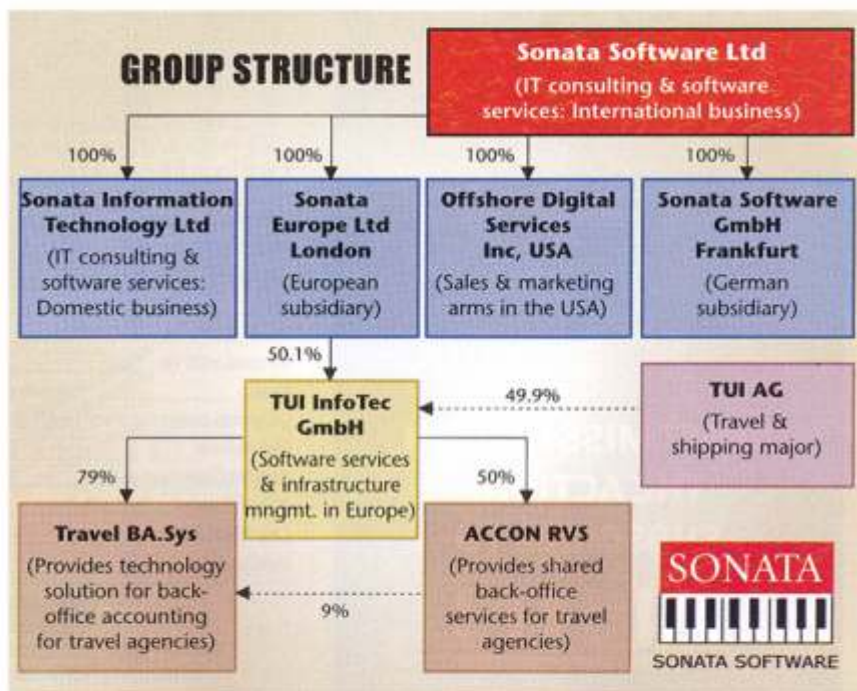 GROUP STRUCTURE
Sonata Software Ltd
(IT consulting & software
services: International business)
100%
100%
100%
100%
Sonata Information
Technology Ltd
(IT consulting &
software services:
Domestic business)
Sonata
Europe Ltd
London
(European
subsidiary)
Offshore Digital
Services
Inc, USA
(Sales & marketing
arms in the USA)
Sonata Software
GmbH
Frankfurt
(German
subsidiary)
50.1%
TUI InfoTec
GmbH
(Software services
& infrastructure
mngmt. in Europe)
49.9%
TUI AG
(Travel &
shipping major)
79%
50%
Travel BA.Sys
(Provides technology
solution for back-
office accounting
for travel agencies)
9%
ACCON RVS
(Provides shared
back-office
services for travel
agencies)
SONATA
SONATA SOFTWARE